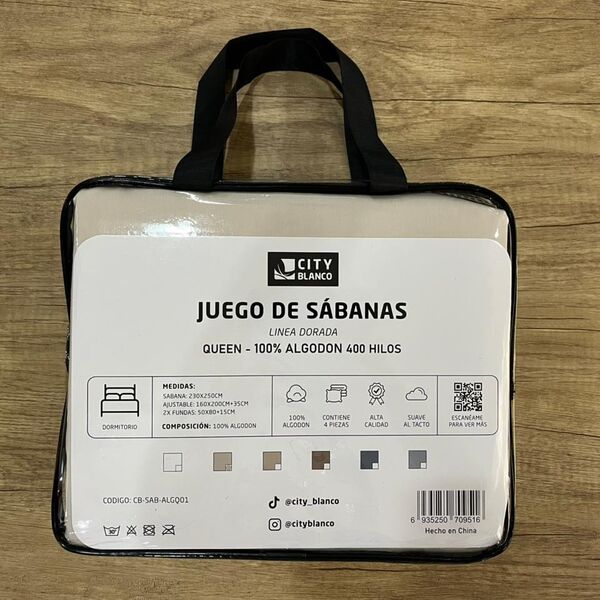 CITY
BLANCO
JUEGO DE SÁBANAS
LINEA DORADA
QUEEN - 100% ALGODON 400 HILOS
DORMITORIO
MEDIDAS:
SABANA: 230X250CM
AJUSTABLE: 160X200CM+35CM
2X FUNDAS: 50X80+15CM
COMPOSICIÓN: 100% ALGODON
100%
ALGODON
CONTIENE
4 PIEZAS
ALTA
CALIDAD
SUAVE
AL TACTO
ESCANÉAME
PARA VER MÁS
CODIGO: CB-SAB-ALGQ01
@city_blanco
@cityblanco
6 935250 709516
Hecho en China